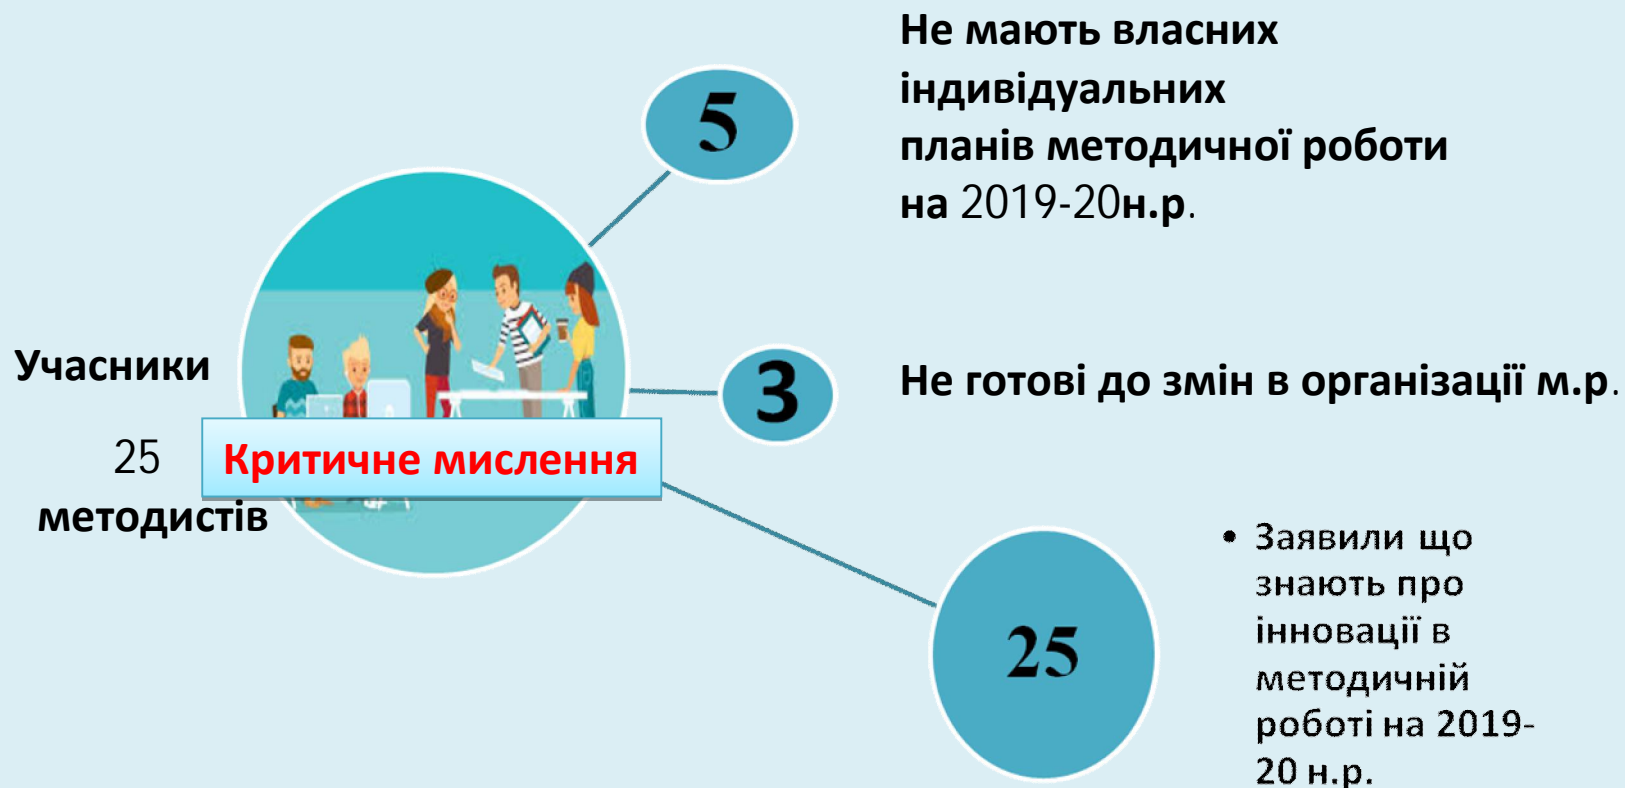 Учасники
25
методистів
Критичне мислення
5
Не мають власних
індивідуальних
планів методичної роботи
на 2019-20н.р.
3
Не готові до змін в організації м.р.
25
• Заявили що
знають про
інновації в
методичній
роботі на 2019-
20 н.р.